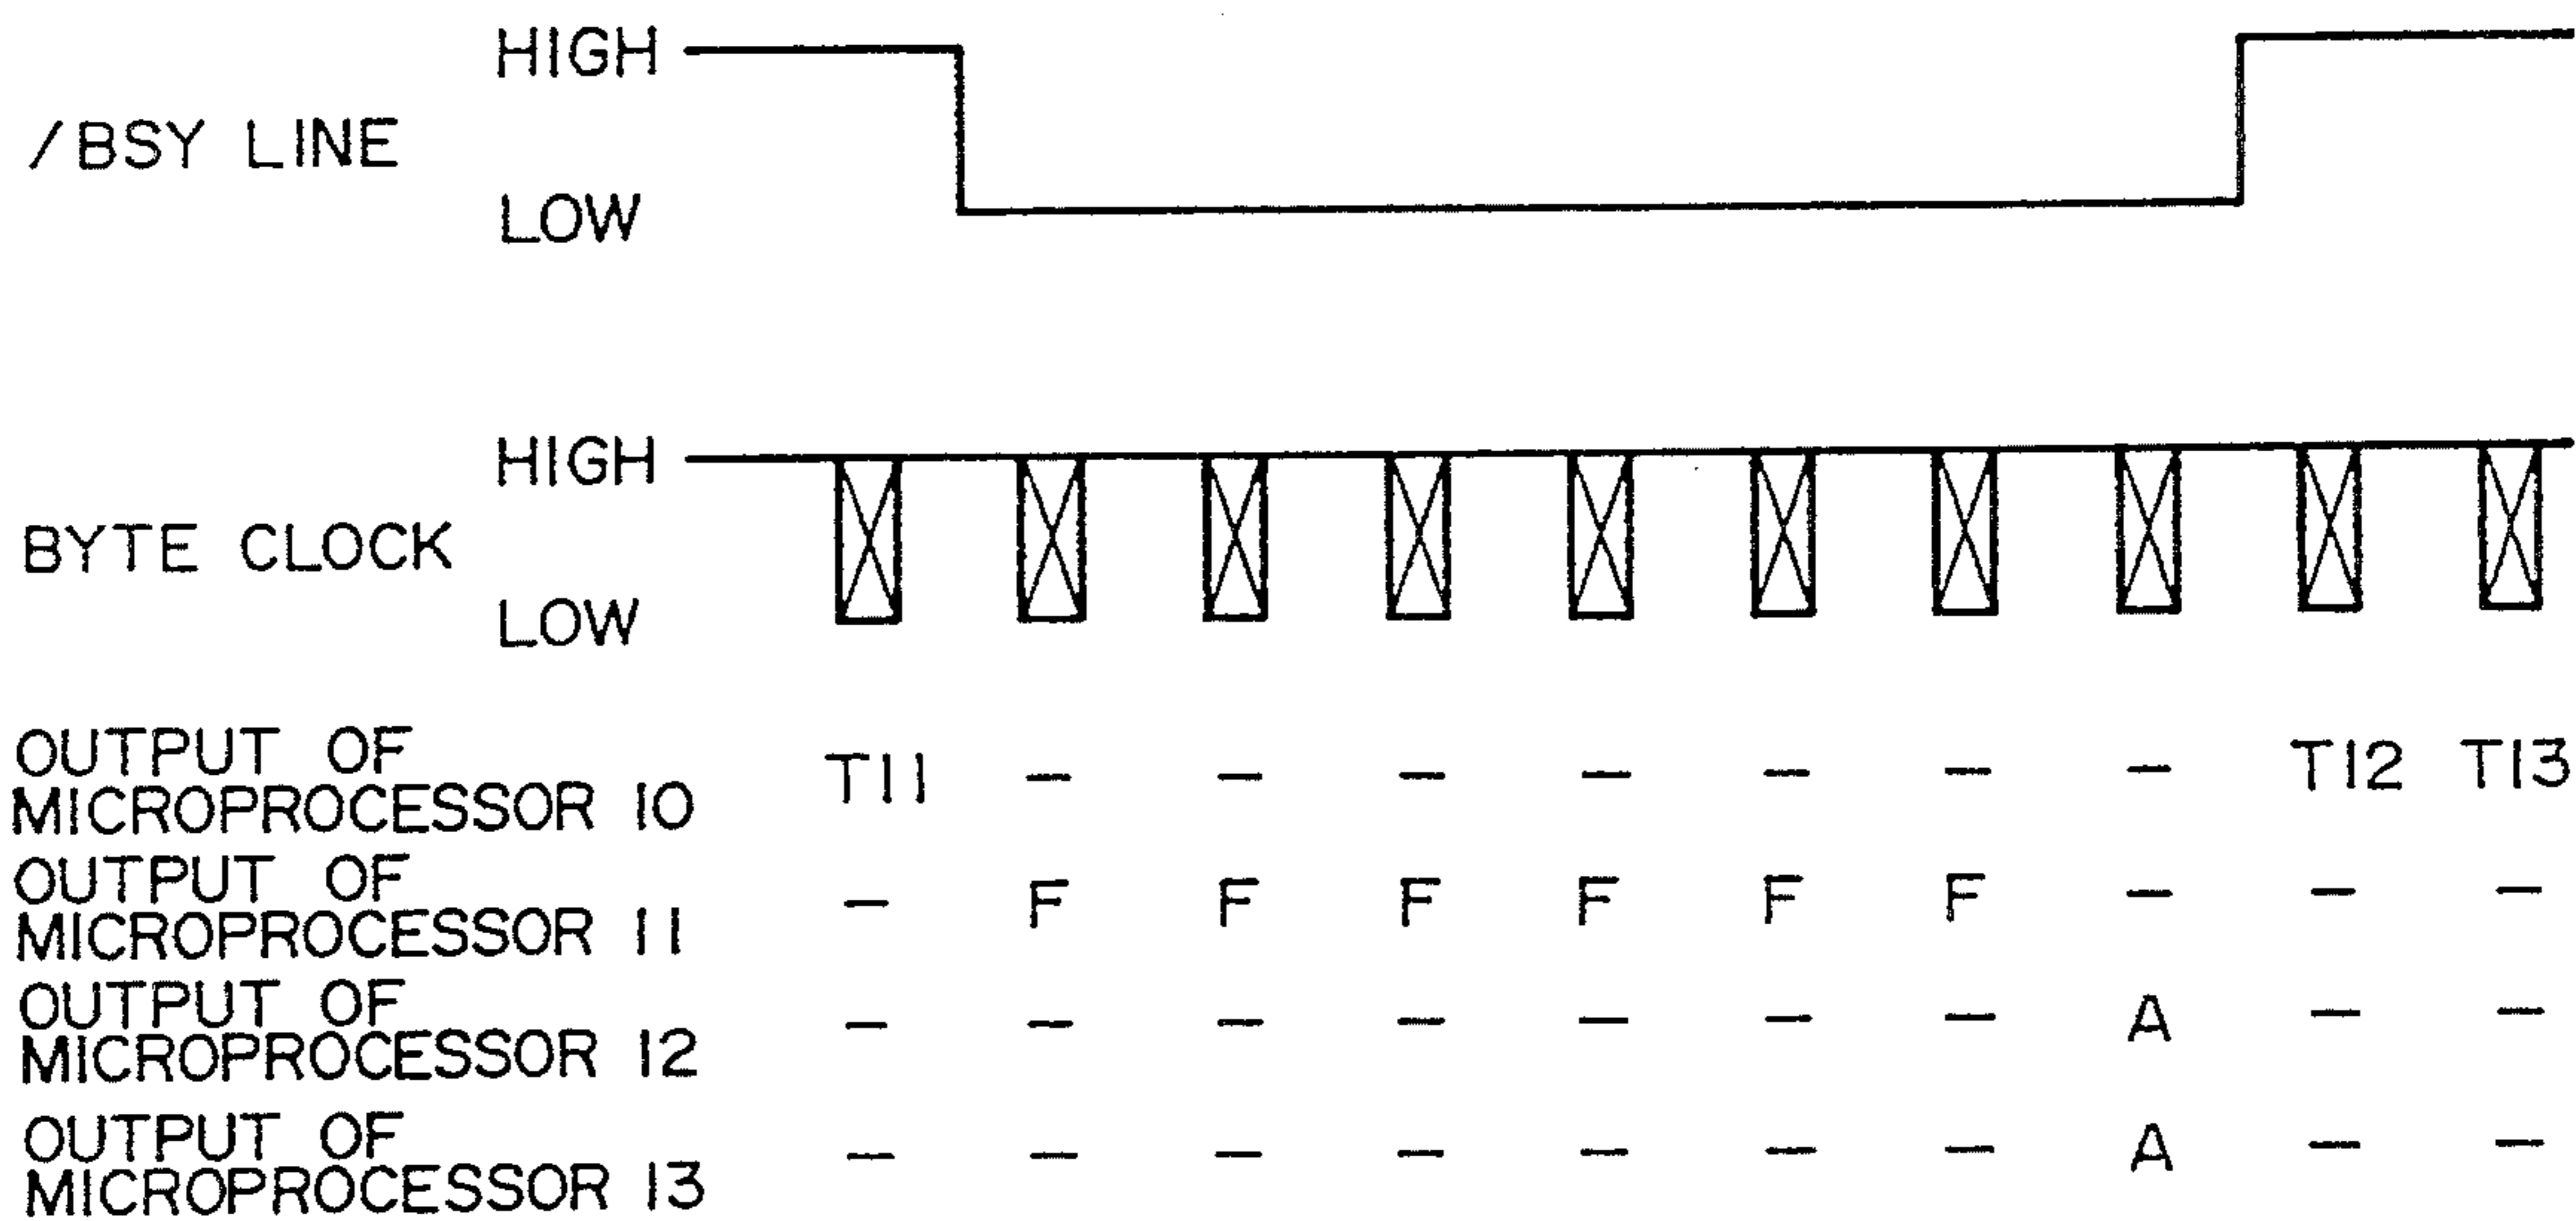 HIGH
/BSY LINE
LOW
HIGH
BYTE CLOCK
LOW
OUTPUT OF
MICROPROCESSOR 10 T11 - - - - - - - T12 T13
OUTPUT OF
MICROPROCESSOR 11 - F F F F F F - - -
OUTPUT OF
MICROPROCESSOR 12 - - - - - - - A - -
OUTPUT OF
MICROPROCESSOR 13 - - - - - - - A - -